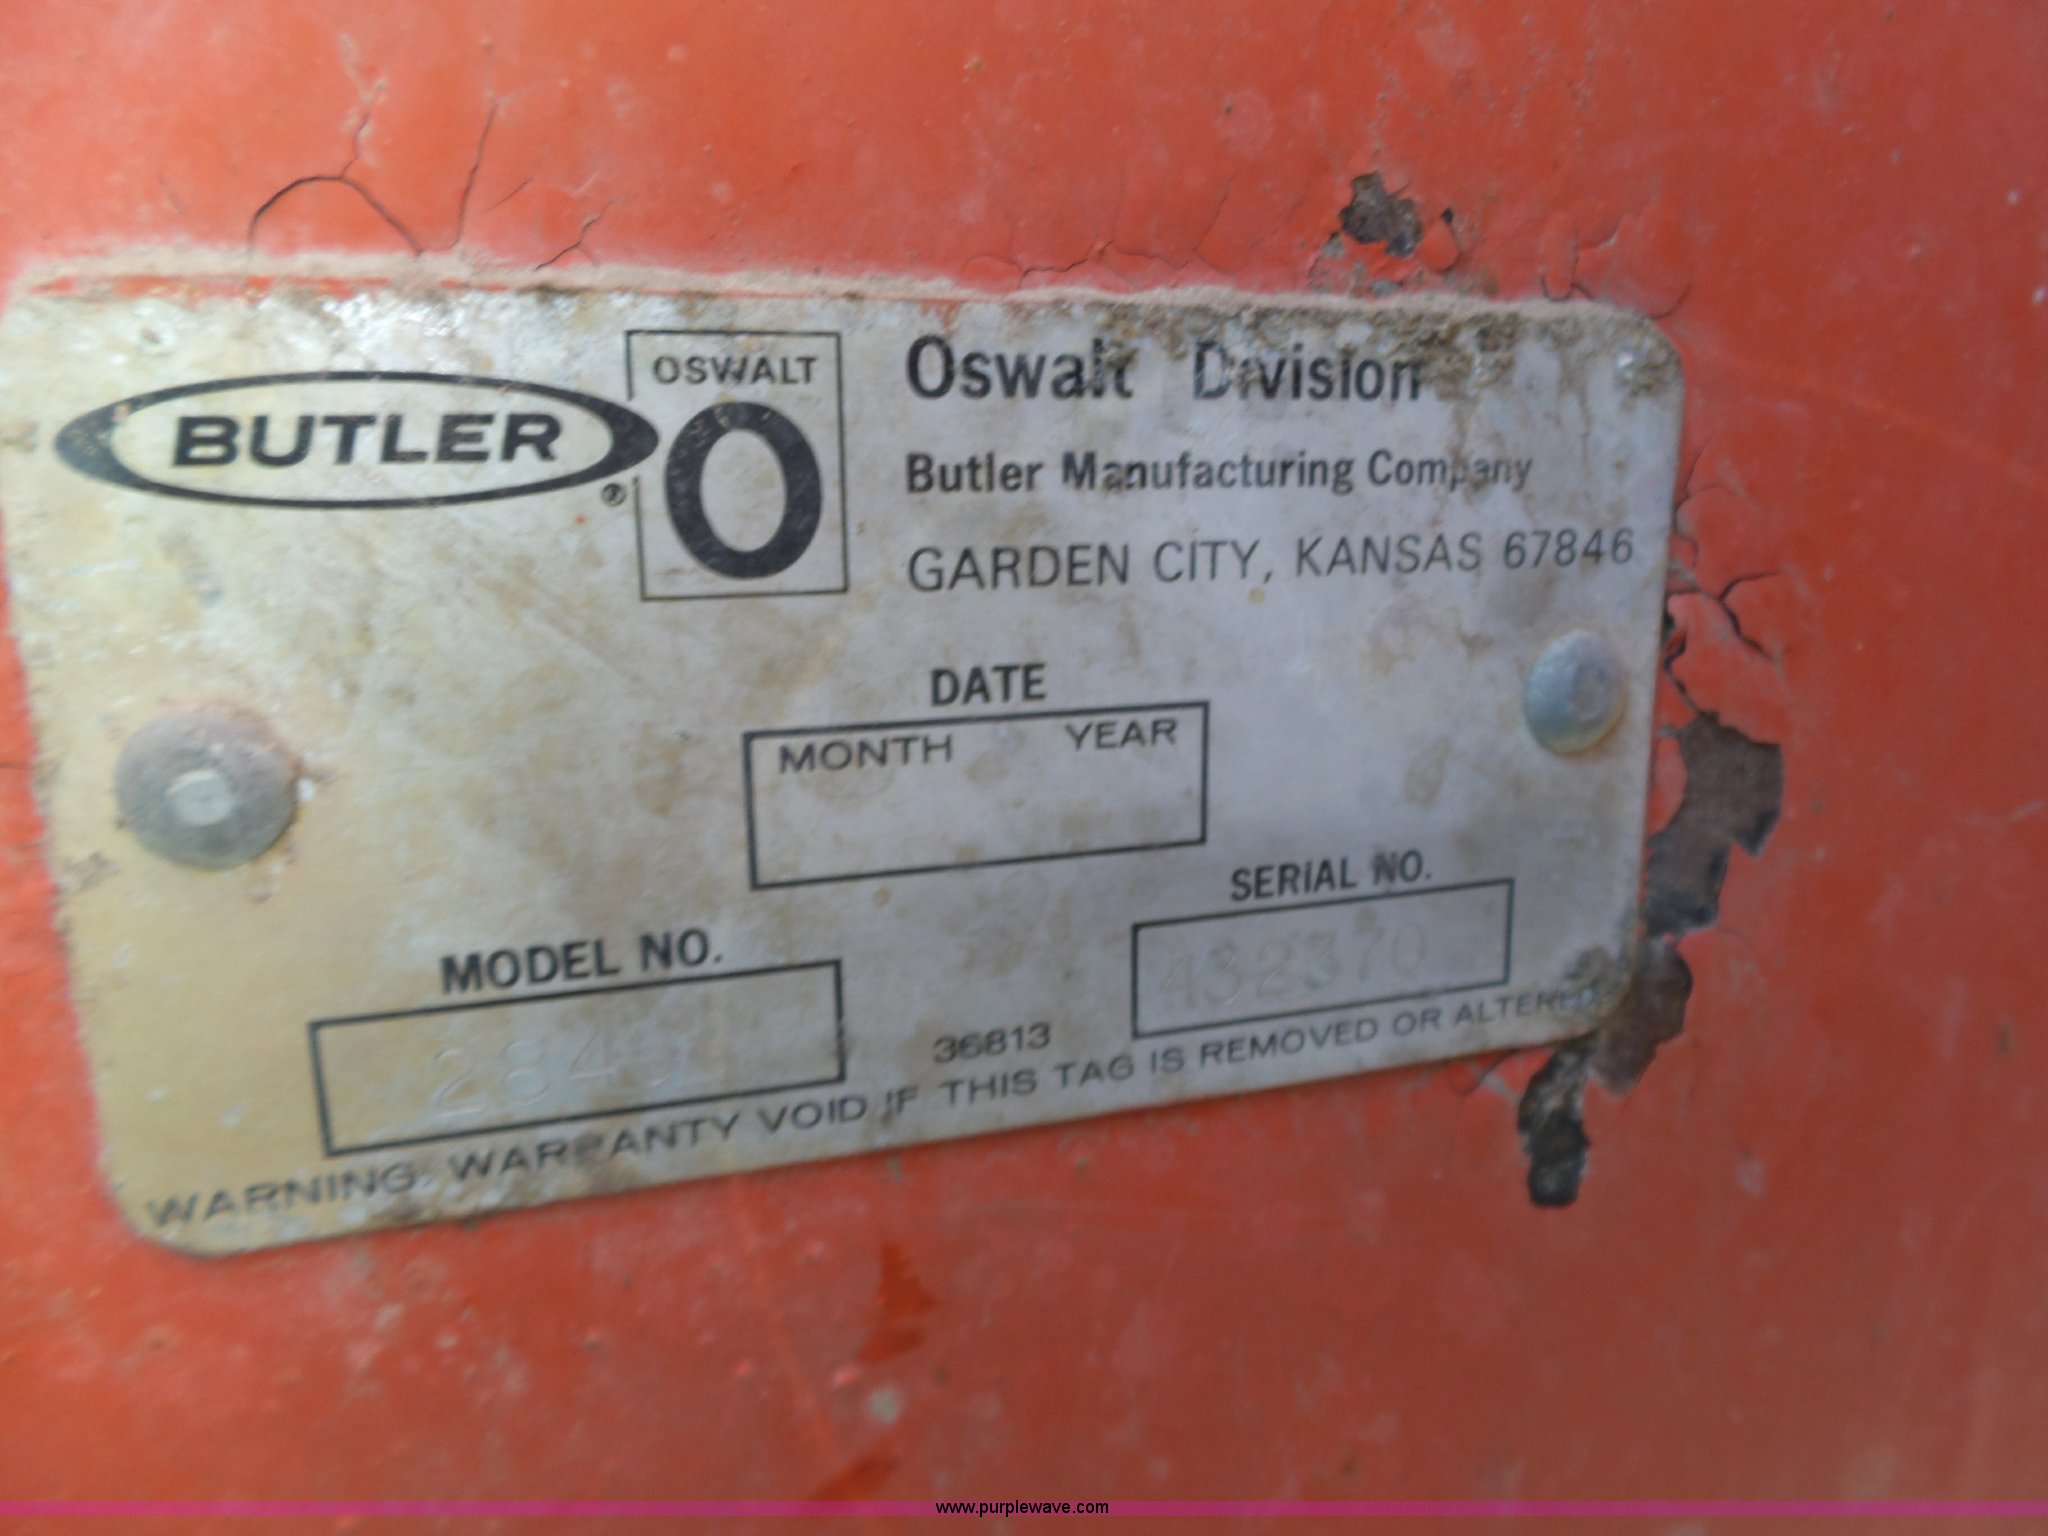 BUTLER
®
OSWALT
O
Oswalt Division
Butler Manufacturing Company
GARDEN CITY, KANSAS 67846
DATE
MONTH YEAR
MODEL NO.
SERIAL NO.
432370
36813
WARNING: WARRANTY VOID IF THIS TAG IS REMOVED OR ALTERED
www.purplewave.com